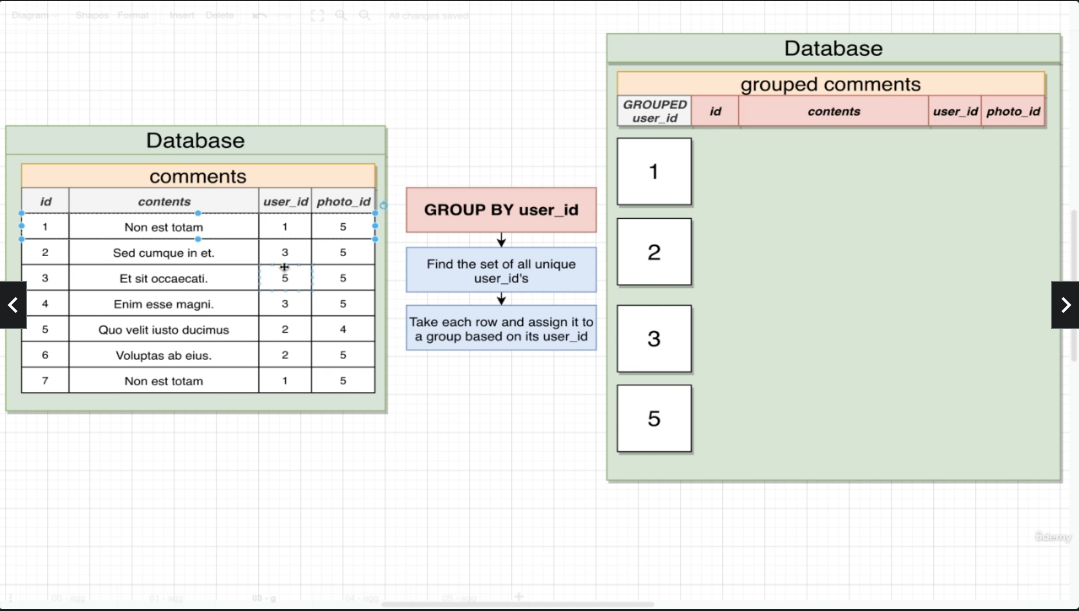 Diagram Shapes Format Insert Delete All changes saved
Database
comments
id contents user_id photo_id
1 Non est totam 1 5
2 Sed cumque in et. 3 5
3 Et sit occaecati. 5 5
4 Enim esse magni. 3 5
5 Quo velit iusto ducimus 2 4
6 Voluptas ab eius. 2 5
7 Non est totam 1 5
GROUP BY user_id
Find the set of all unique
user_id's
Take each row and assign it to
a group based on its user_id
Database
grouped comments
GROUPED
user_id
id contents user_id photo_id
1
2
3
5
ûdemy